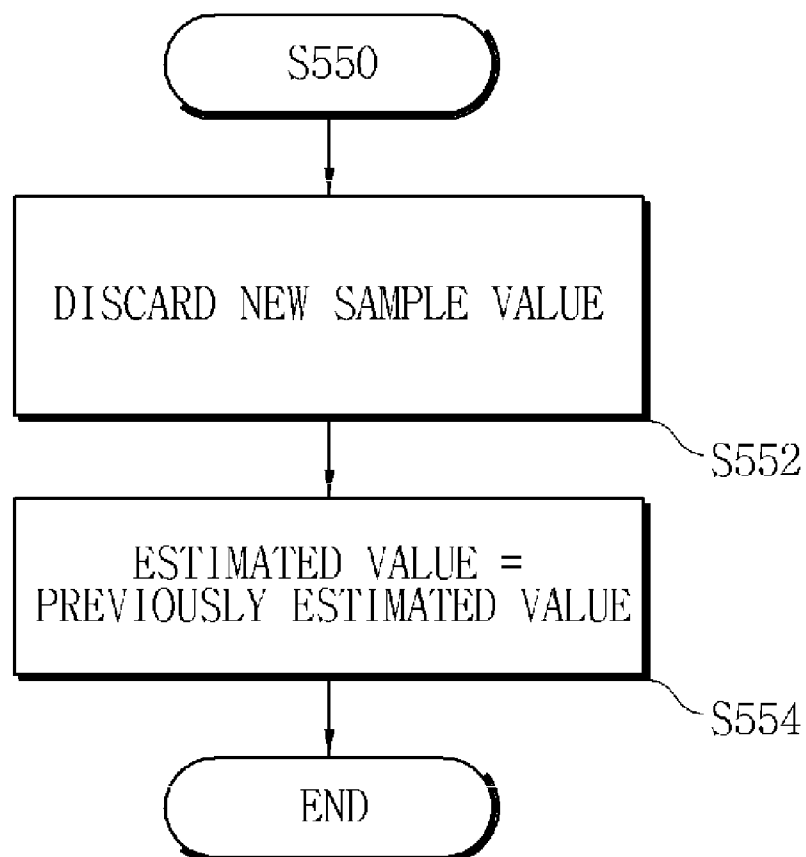 S550
DISCARD NEW SAMPLE VALUE
S552
ESTIMATED VALUE =
PREVIOUSLY ESTIMATED VALUE
S554
END